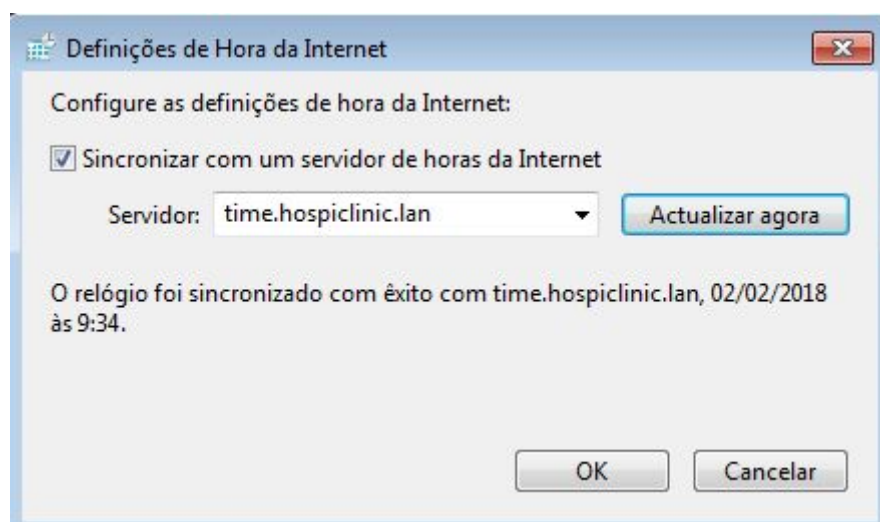 Definições de Hora da Internet
Configure as definições de hora da Internet:
Sincronizar com um servidor de horas da Internet
Servidor: time.hospiclinic.lan Actualizar agora
O relógio foi sincronizado com êxito com time.hospiclinic.lan, 02/02/2018
às 9:34.
OK Cancelar